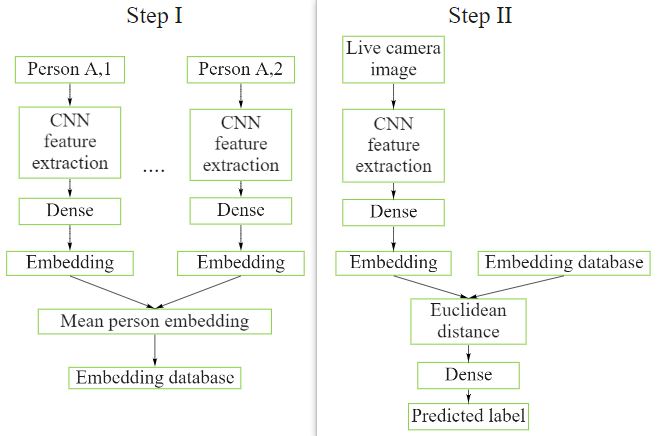 Step I
Person A,1
Person A,2
CNN
feature
extraction
....
CNN
feature
extraction
Dense
Dense
Embedding
Embedding
Mean person embedding
Embedding database
Step II
Live camera
image
CNN
feature
extraction
Dense
Embedding
Embedding database
Euclidean
distance
Dense
Predicted label